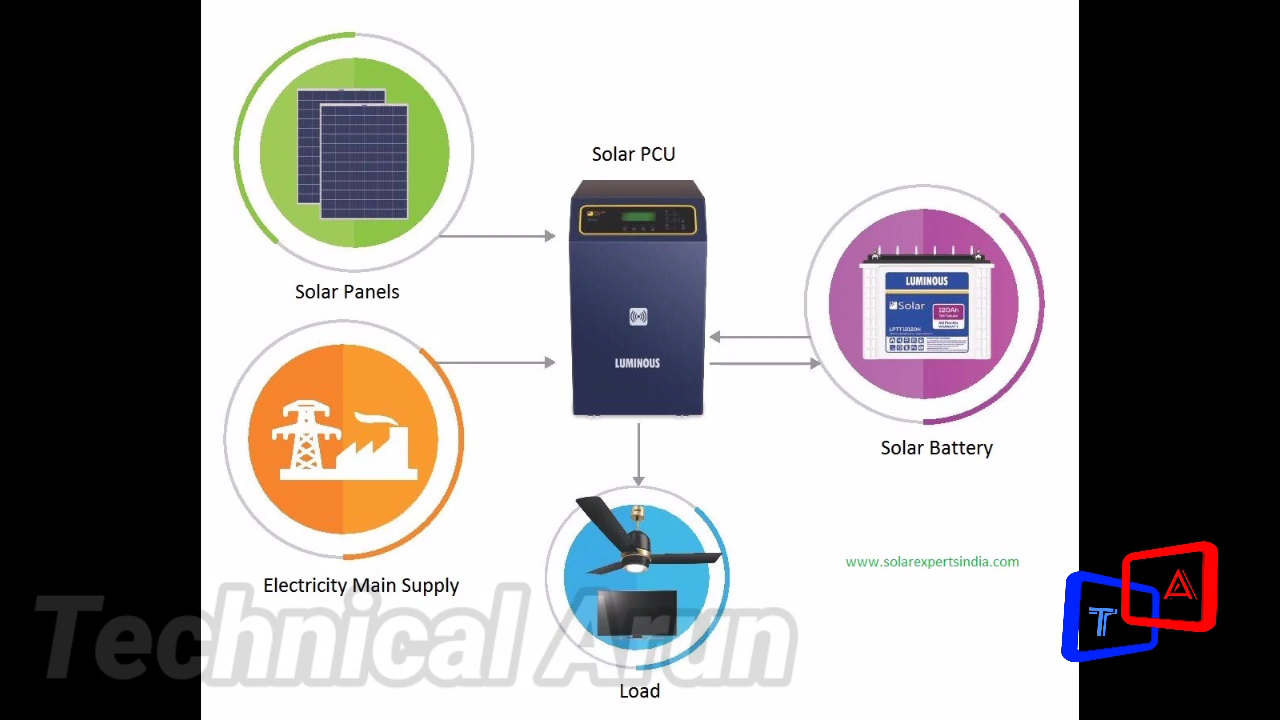 Solar PCU
Solar Panels
LUMINOUS
LUMINOUS
Solar
120AH
LPTT12120H
Solar Battery
Electricity Main Supply
www.solarexpertsindia.com
Technical Arun
T A
Load